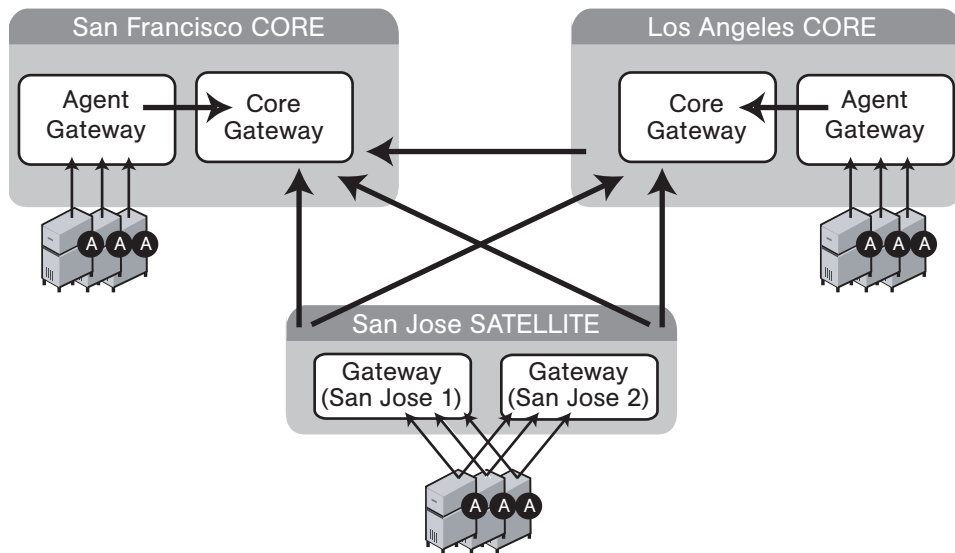 San Francisco CORE
Los Angeles CORE
Agent
Gateway
Core
Gateway
Core
Gateway
Agent
Gateway
A A A
A A A
San Jose SATELLITE
Gateway
(San Jose 1)
Gateway
(San Jose 2)
A A A